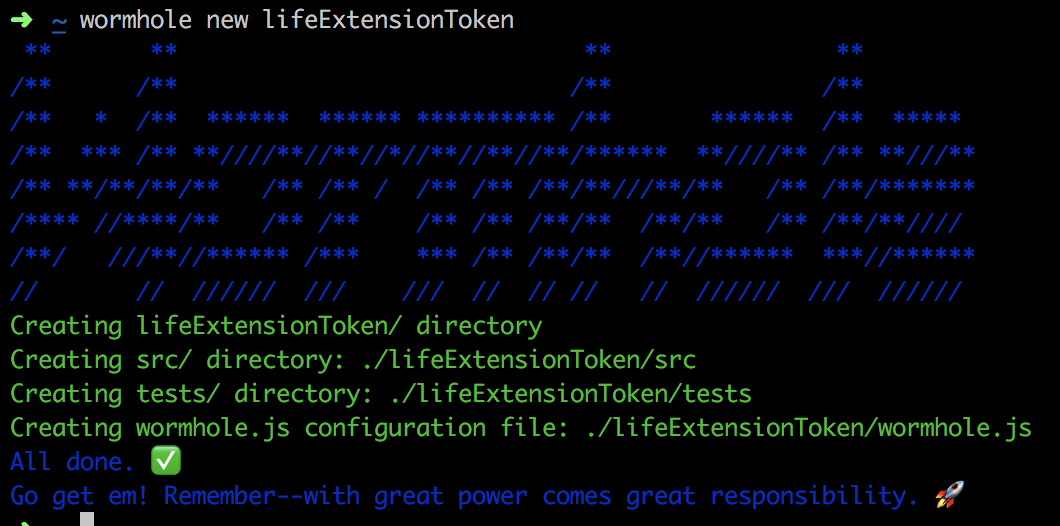 ➜ ~ wormhole new lifeExtensionToken
 **       **                             **                **
/**      /**                            /**               /**
/**   *  /**  ******  ****** ********** /**       ******  /**  *****
/**  *** /** **////**//**//*//**//**//**/******  **////** /** **///**
/** **/**/**/**   /** /** /  /** /** /**/**///**/**   /** /**/*******
/**** //****/**   /** /**    /** /** /**/**  /**/**   /** /**/**////
/**/   ///**//****** /***    *** /** /**/**  /**//******  ***//******
//       //  //////  ///    ///  //  // //   //  //////  ///  //////
Creating lifeExtensionToken/ directory
Creating src/ directory: ./lifeExtensionToken/src
Creating tests/ directory: ./lifeExtensionToken/tests
Creating wormhole.js configuration file: ./lifeExtensionToken/wormhole.js
All done. ✅
Go get em! Remember--with great power comes great responsibility. 🚀